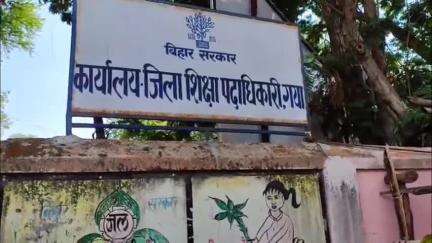 बिहार सरकार
कार्यालय-जिला शिक्षा पदाधिकारी, गया
जल